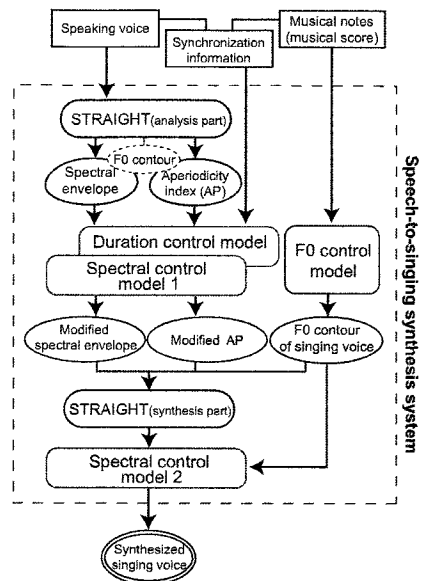 Speaking voice
Musical notes
(musical score)
Synchronization
information
STRAIGHT(analysis part)
F0 contour
Spectral
envelope
Aperiodicity
index (AP)
Duration control model
Spectral control
model 1
F0 control
model
Modified
spectral envelope
Modified AP
F0 contour
of singing voice
STRAIGHT(synthesis part)
Spectral control
model 2
Synthesized
singing voice
Speech-to-singing synthesis system